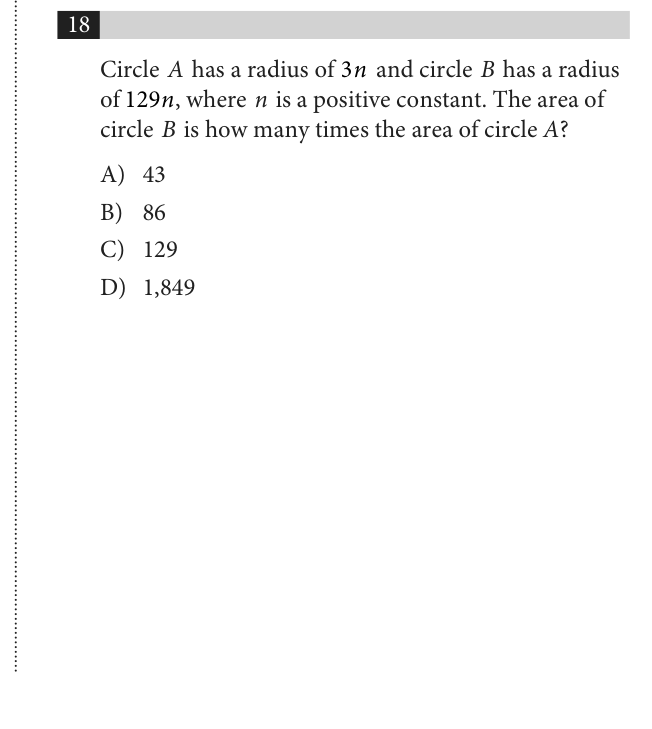 18
Circle A has a radius of 3n and circle B has a radius
of 129n, where n is a positive constant. The area of
circle B is how many times the area of circle A?
A) 43
B) 86
C) 129
D) 1,849